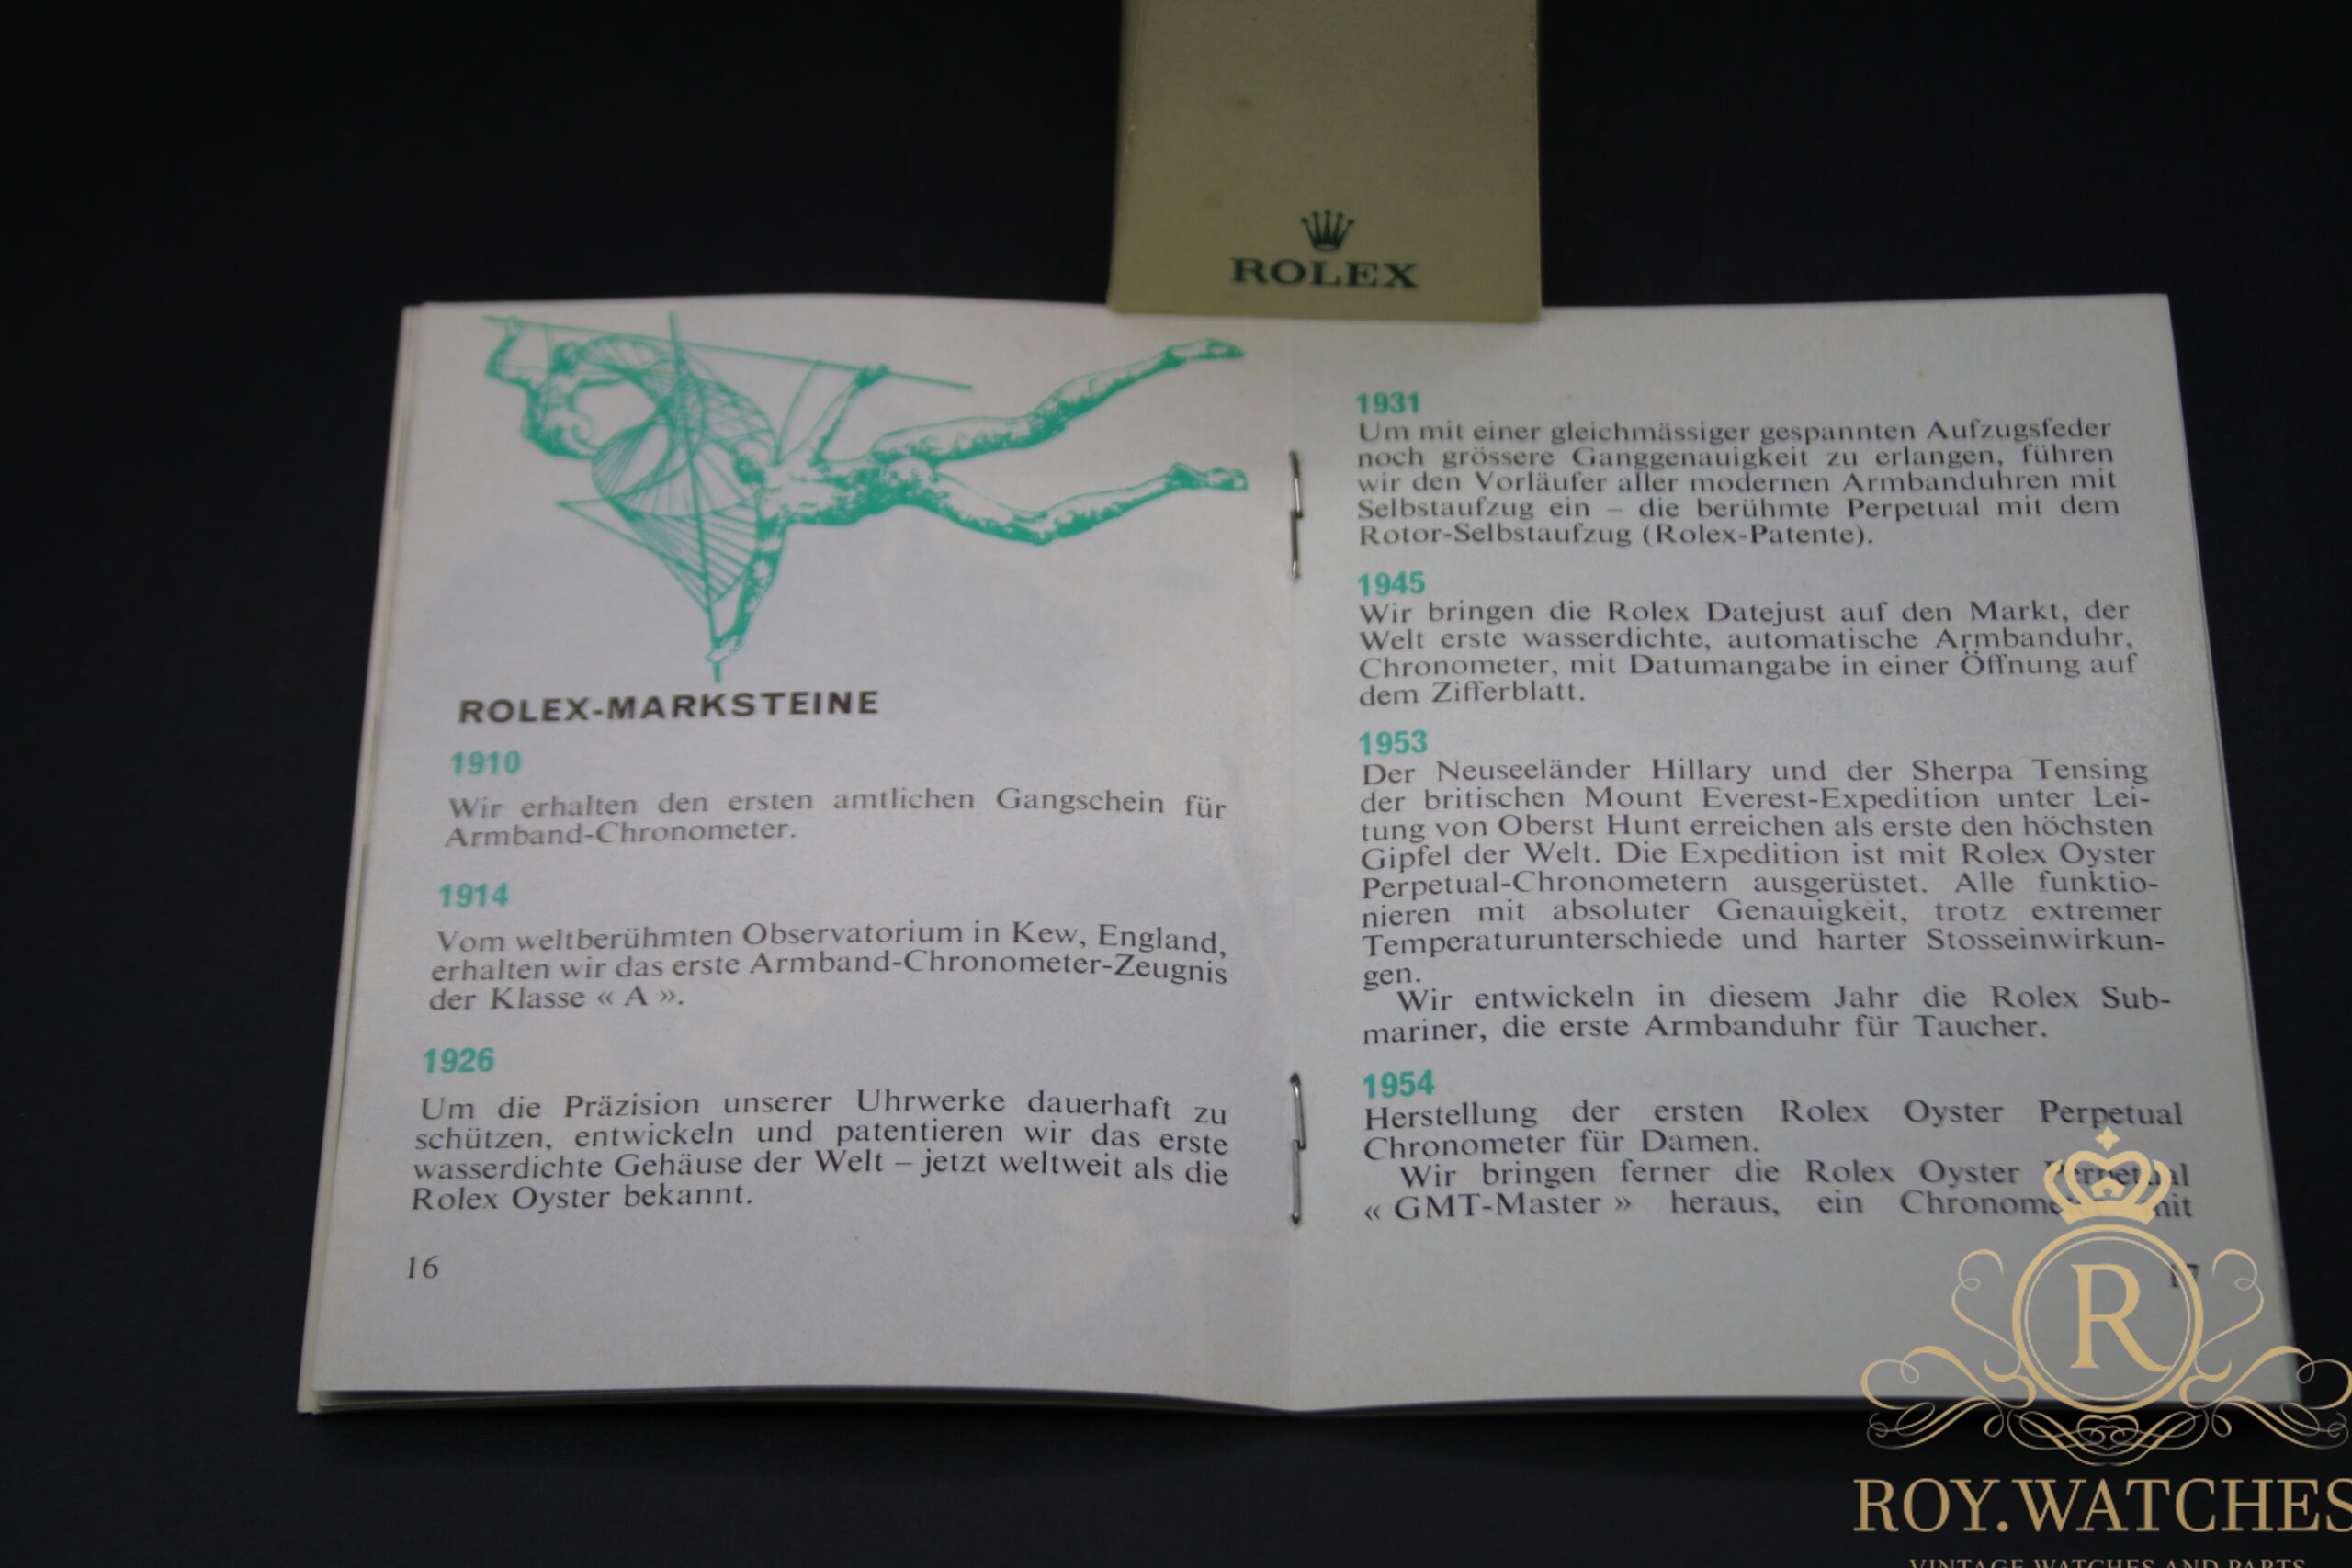 ROLEX
ROLEX-MARKSTEINE
1910
Wir erhalten den ersten amtlichen Gangschein für
Armband-Chronometer.
1914
Vom weltberühmten Observatorium in Kew, England,
erhalten wir das erste Armband-Chronometer-Zeugnis
der Klasse « A ».
1926
Um die Präzision unserer Uhrwerke dauerhaft zu
schützen, entwickeln und patentieren wir das erste
wasserdichte Gehäuse der Welt – jetzt weltweit als die
Rolex Oyster bekannt.
16
1931
Um mit einer gleichmässiger gespannten Aufzugsfeder
noch grössere Ganggenauigkeit zu erlangen, führen
wir den Vorläufer aller modernen Armbanduhren mit
Selbstaufzug ein – die berühmte Perpetual mit dem
Rotor-Selbstaufzug (Rolex-Patente).
1945
Wir bringen die Rolex Datejust auf den Markt, der
Welt erste wasserdichte, automatische Armbanduhr,
Chronometer, mit Datumangabe in einer Öffnung auf
dem Zifferblatt.
1953
Der Neuseeländer Hillary und der Sherpa Tensing
der britischen Mount Everest-Expedition unter Lei-
tung von Oberst Hunt erreichen als erste den höchsten
Gipfel der Welt. Die Expedition ist mit Rolex Oyster
Perpetual-Chronometern ausgerüstet. Alle funktio-
nieren mit absoluter Genauigkeit, trotz extremer
Temperaturunterschiede und harter Stosseinwirkun-
gen.
Wir entwickeln in diesem Jahr die Rolex Sub-
mariner, die erste Armbanduhr für Taucher.
1954
Herstellung der ersten Rolex Oyster Perpetual
Chronometer für Damen.
Wir bringen ferner die Rolex Oyster Perpetual
« GMT-Master » heraus, ein Chronometer mit
17
R
ROY.WATCHES
VINTAGE WATCHES AND PARTS